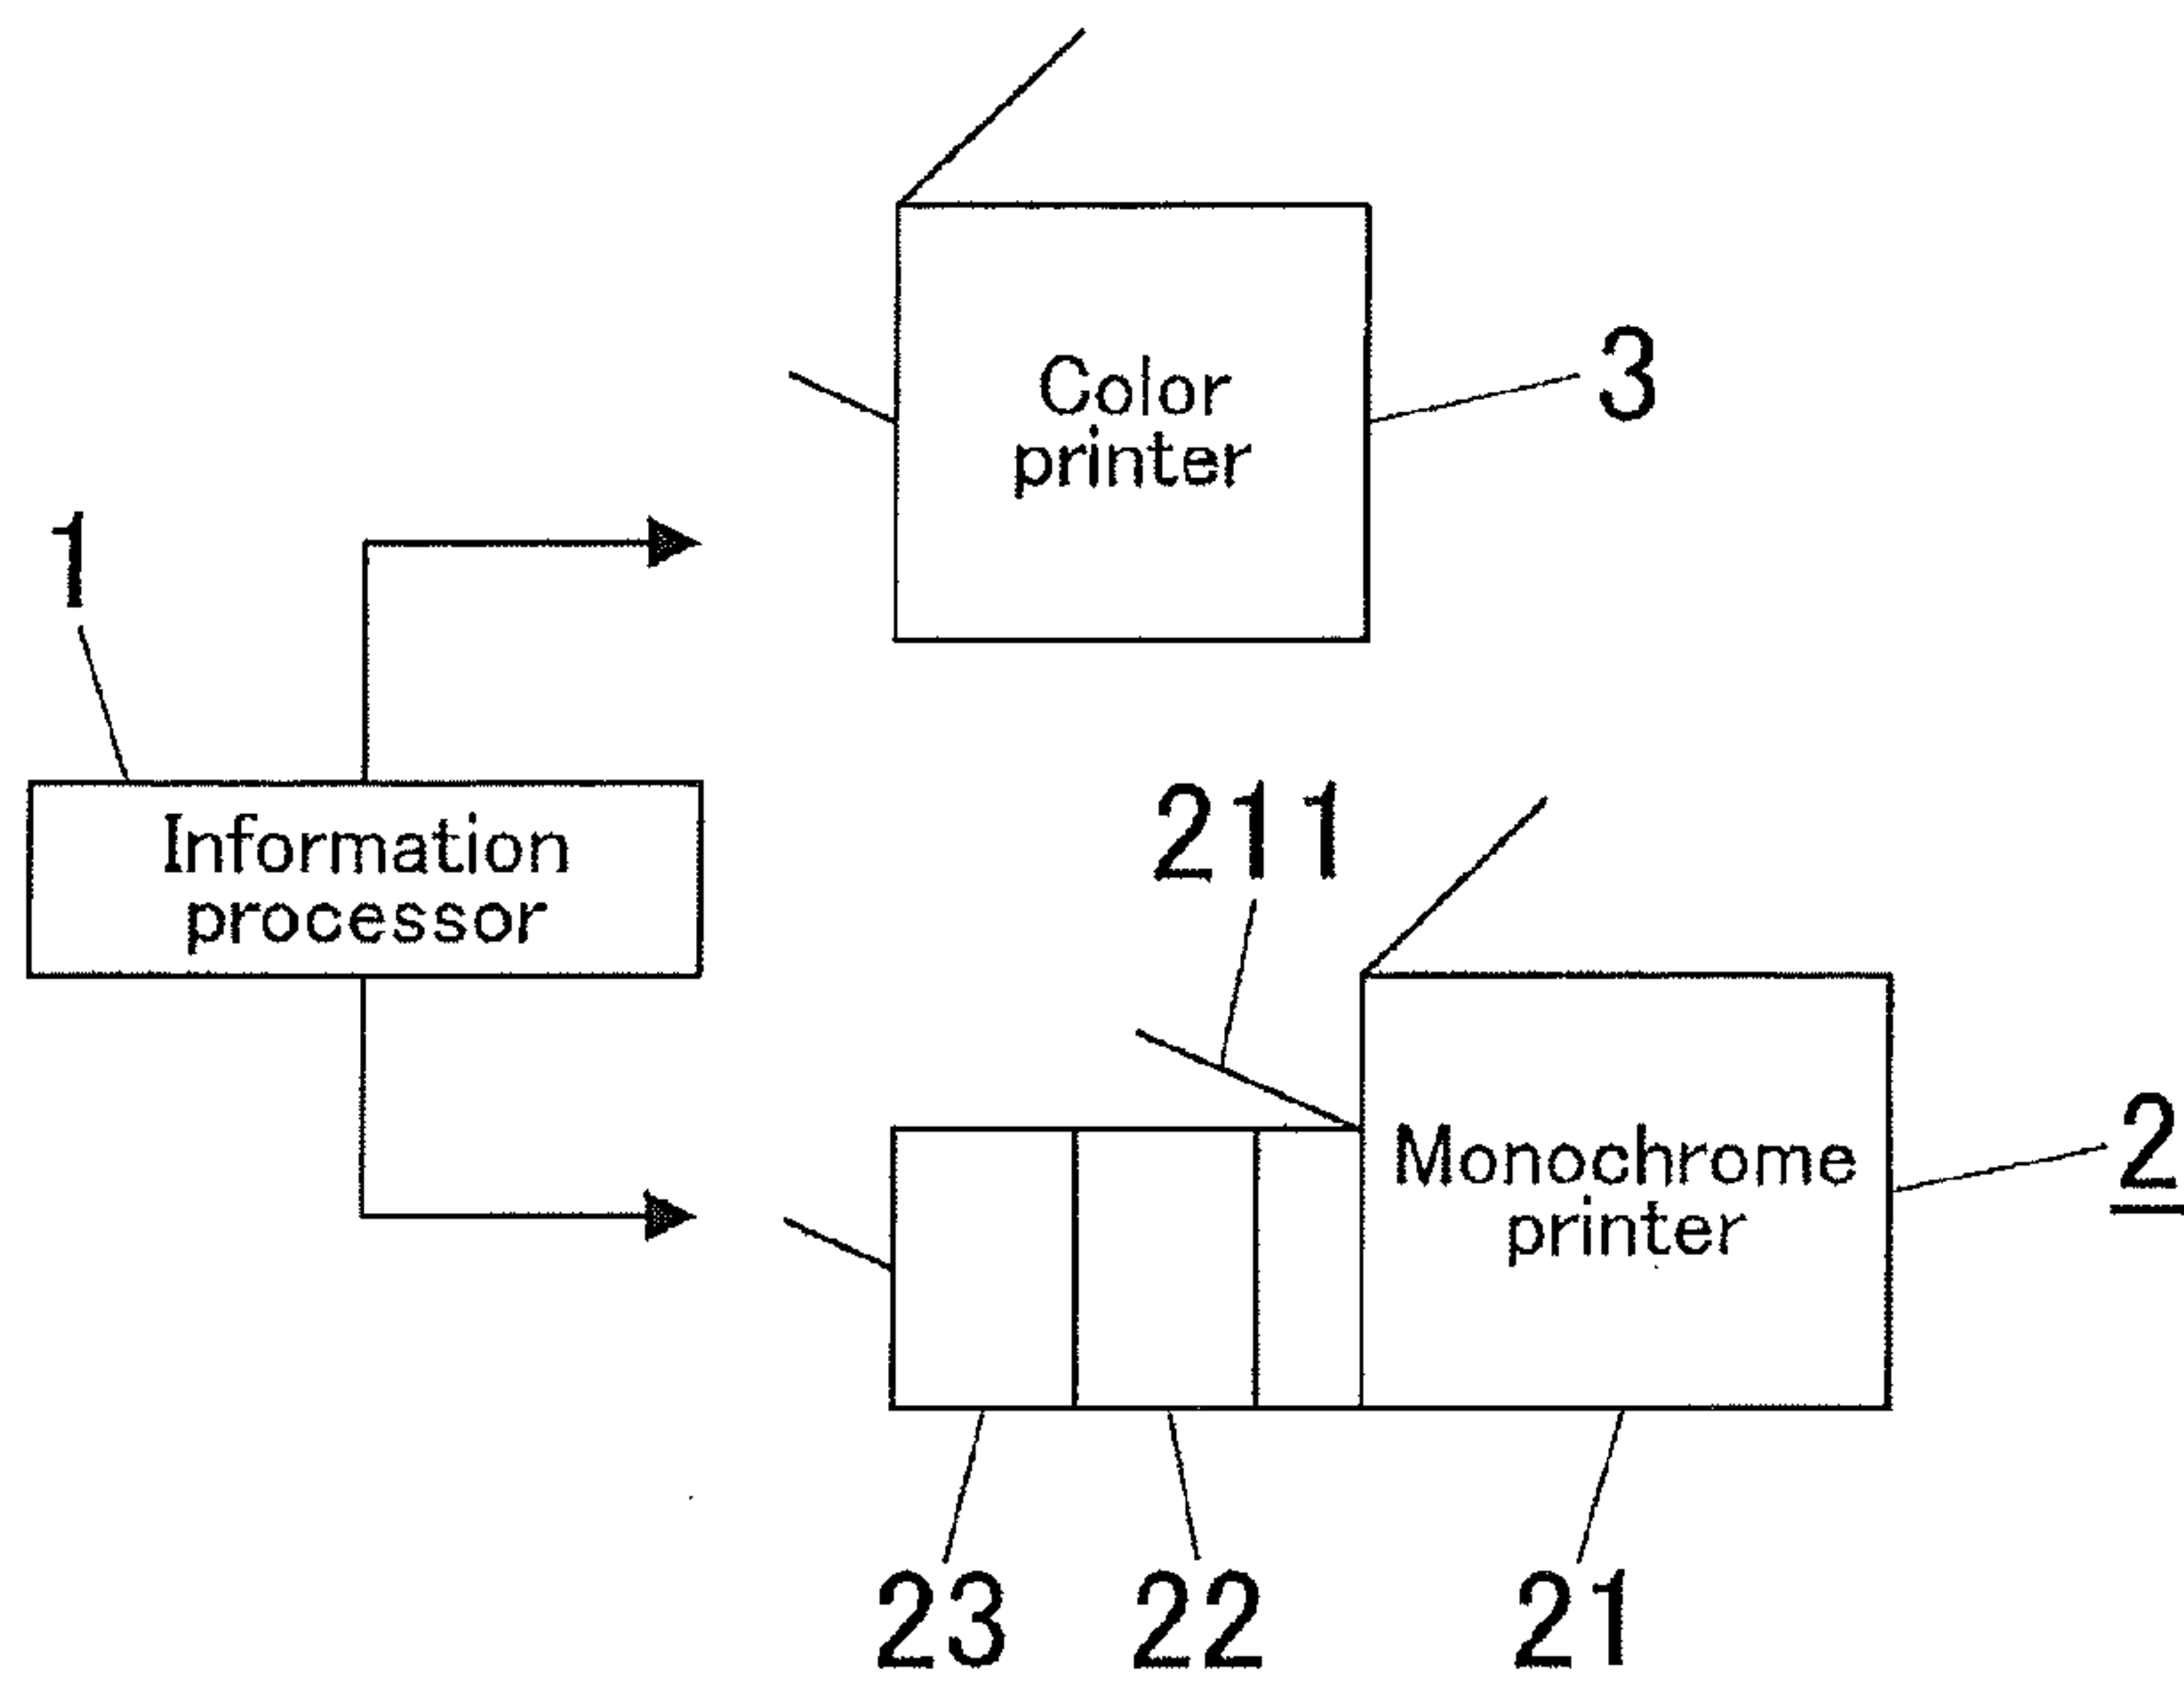 Color
printer
3
1
Information
processor
211
Monochrome
printer
2
23
22
21